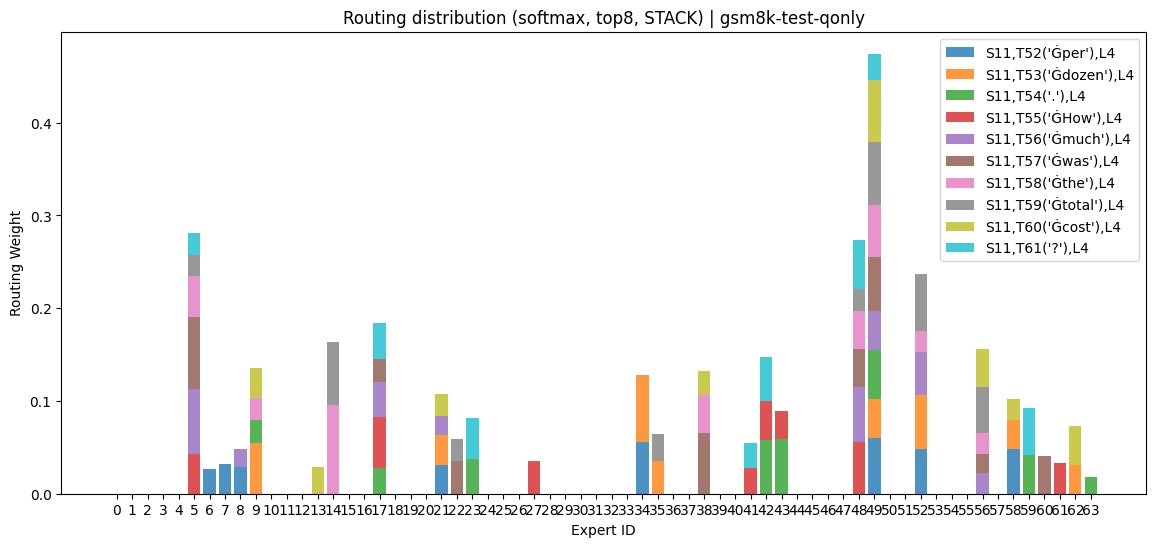 Routing distribution (softmax, top8, STACK) | gsm8k-test-qonly
S11,T52('Ġper'),L4
S11,T53('Ġdozen'),L4
S11,T54('.'),L4
S11,T55('ĠHow'),L4
S11,T56('Ġmuch'),L4
S11,T57('Ġwas'),L4
S11,T58('Ġthe'),L4
S11,T59('Ġtotal'),L4
S11,T60('Ġcost'),L4
S11,T61('?'),L4
Routing Weight
0.4
0.3
0.2
0.1
0.0
0 1 2 3 4 5 6 7 8 9 10 11 12 13 14 15 16 17 18 19 20 21 22 23 24 25 26 27 28 29 30 31 32 33 34 35 36 37 38 39 40 41 42 43 44 45 46 47 48 49 50 51 52 53 54 55 56 57 58 59 60 61 62 63
Expert ID